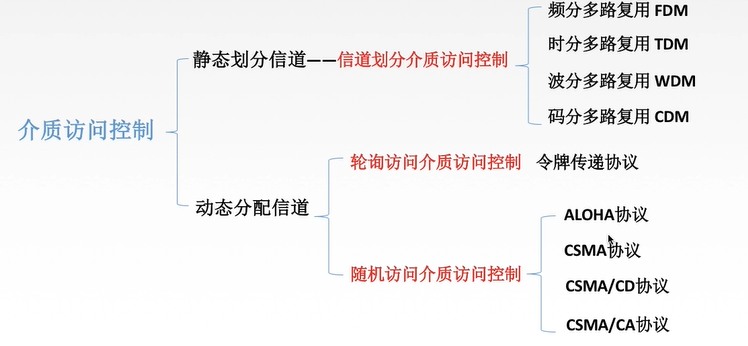 介质访问控制
静态划分信道——信道划分介质访问控制
频分多路复用 FDM
时分多路复用 TDM
波分多路复用 WDM
码分多路复用 CDM
动态分配信道
轮询访问介质访问控制 令牌传递协议
随机访问介质访问控制
ALOHA协议
CSMA协议
CSMA/CD协议
CSMA/CA协议